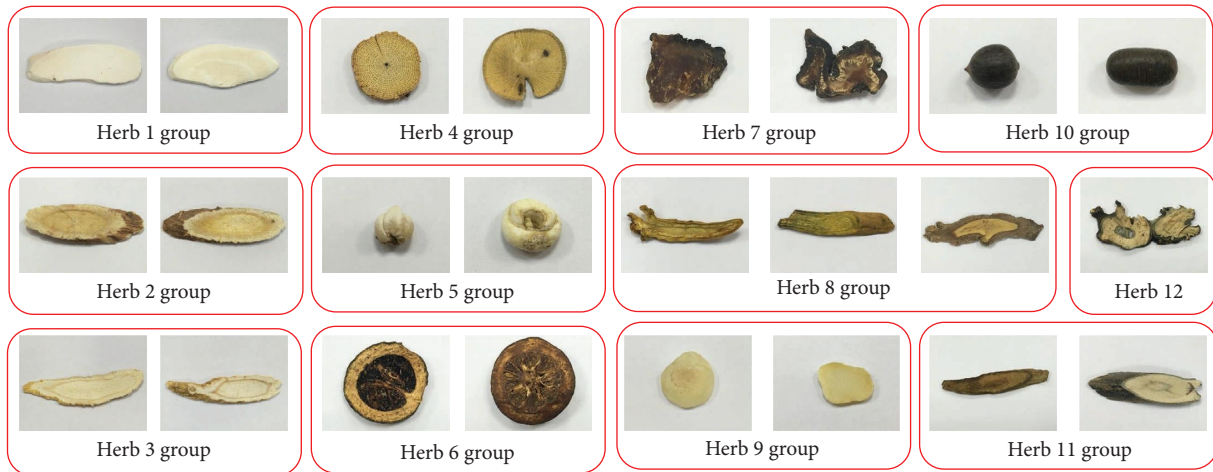 Herb 1 group
Herb 4 group
Herb 7 group
Herb 10 group
Herb 2 group
Herb 5 group
Herb 8 group
Herb 12
Herb 3 group
Herb 6 group
Herb 9 group
Herb 11 group